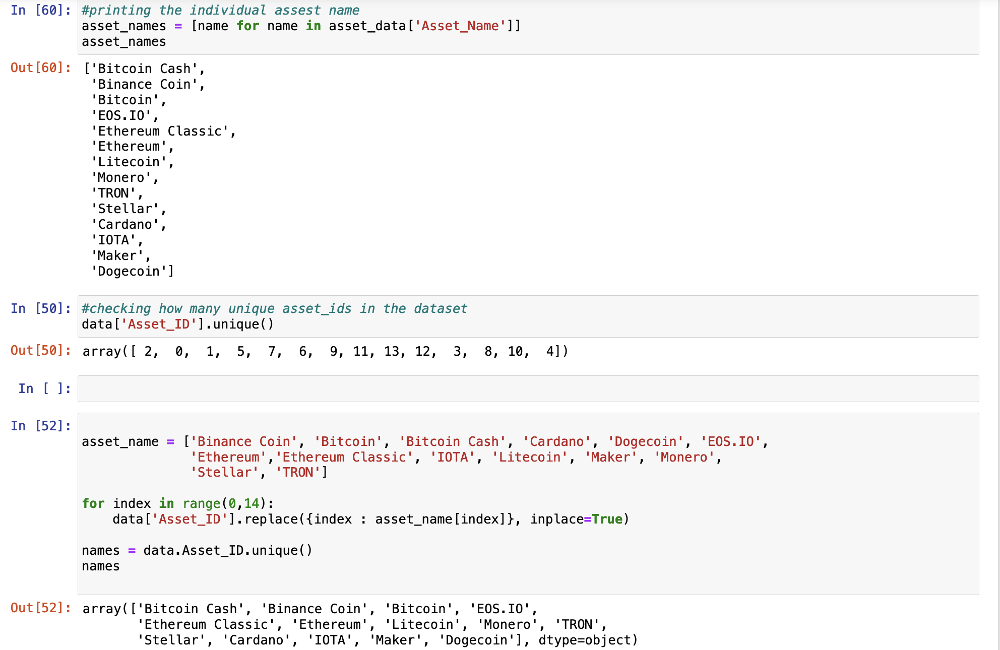 In [60]: #printing the individual assest name
asset_names = [name for name in asset_data['Asset_Name']]
asset_names
Out[60]: ['Bitcoin Cash',
'Binance Coin',
'Bitcoin',
'EOS.IO',
'Ethereum Classic',
'Ethereum',
'Litecoin',
'Monero',
'TRON',
'Stellar',
'Cardano',
'IOTA',
'Maker',
'Dogecoin']
In [50]: #checking how many unique asset_ids in the dataset
data['Asset_ID'].unique()
Out[50]: array([ 2,  0,  1,  5,  7,  6,  9, 11, 13, 12,  3,  8, 10,  4])
In [ ]:
In [52]:
asset_name = ['Binance Coin', 'Bitcoin', 'Bitcoin Cash', 'Cardano', 'Dogecoin', 'EOS.IO',
'Ethereum','Ethereum Classic', 'IOTA', 'Litecoin', 'Maker', 'Monero',
'Stellar', 'TRON']
for index in range(0,14):
data['Asset_ID'].replace({index : asset_name[index]}, inplace=True)
names = data.Asset_ID.unique()
names
Out[52]: array(['Bitcoin Cash', 'Binance Coin', 'Bitcoin', 'EOS.IO',
'Ethereum Classic', 'Ethereum', 'Litecoin', 'Monero', 'TRON',
'Stellar', 'Cardano', 'IOTA', 'Maker', 'Dogecoin'], dtype=object)